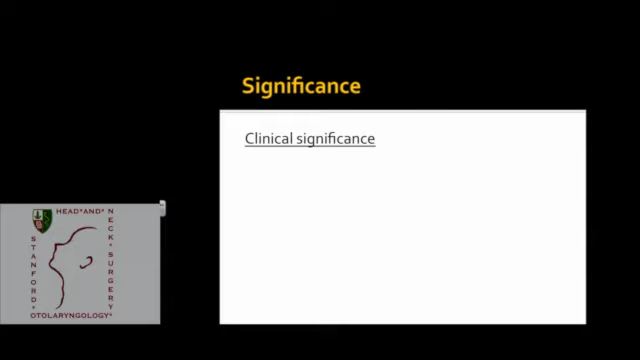 Significance
Clinical significance
HEAD*AND*
NECK*SURGERY
STANFORD*
OTOLARYNGOLOGY*